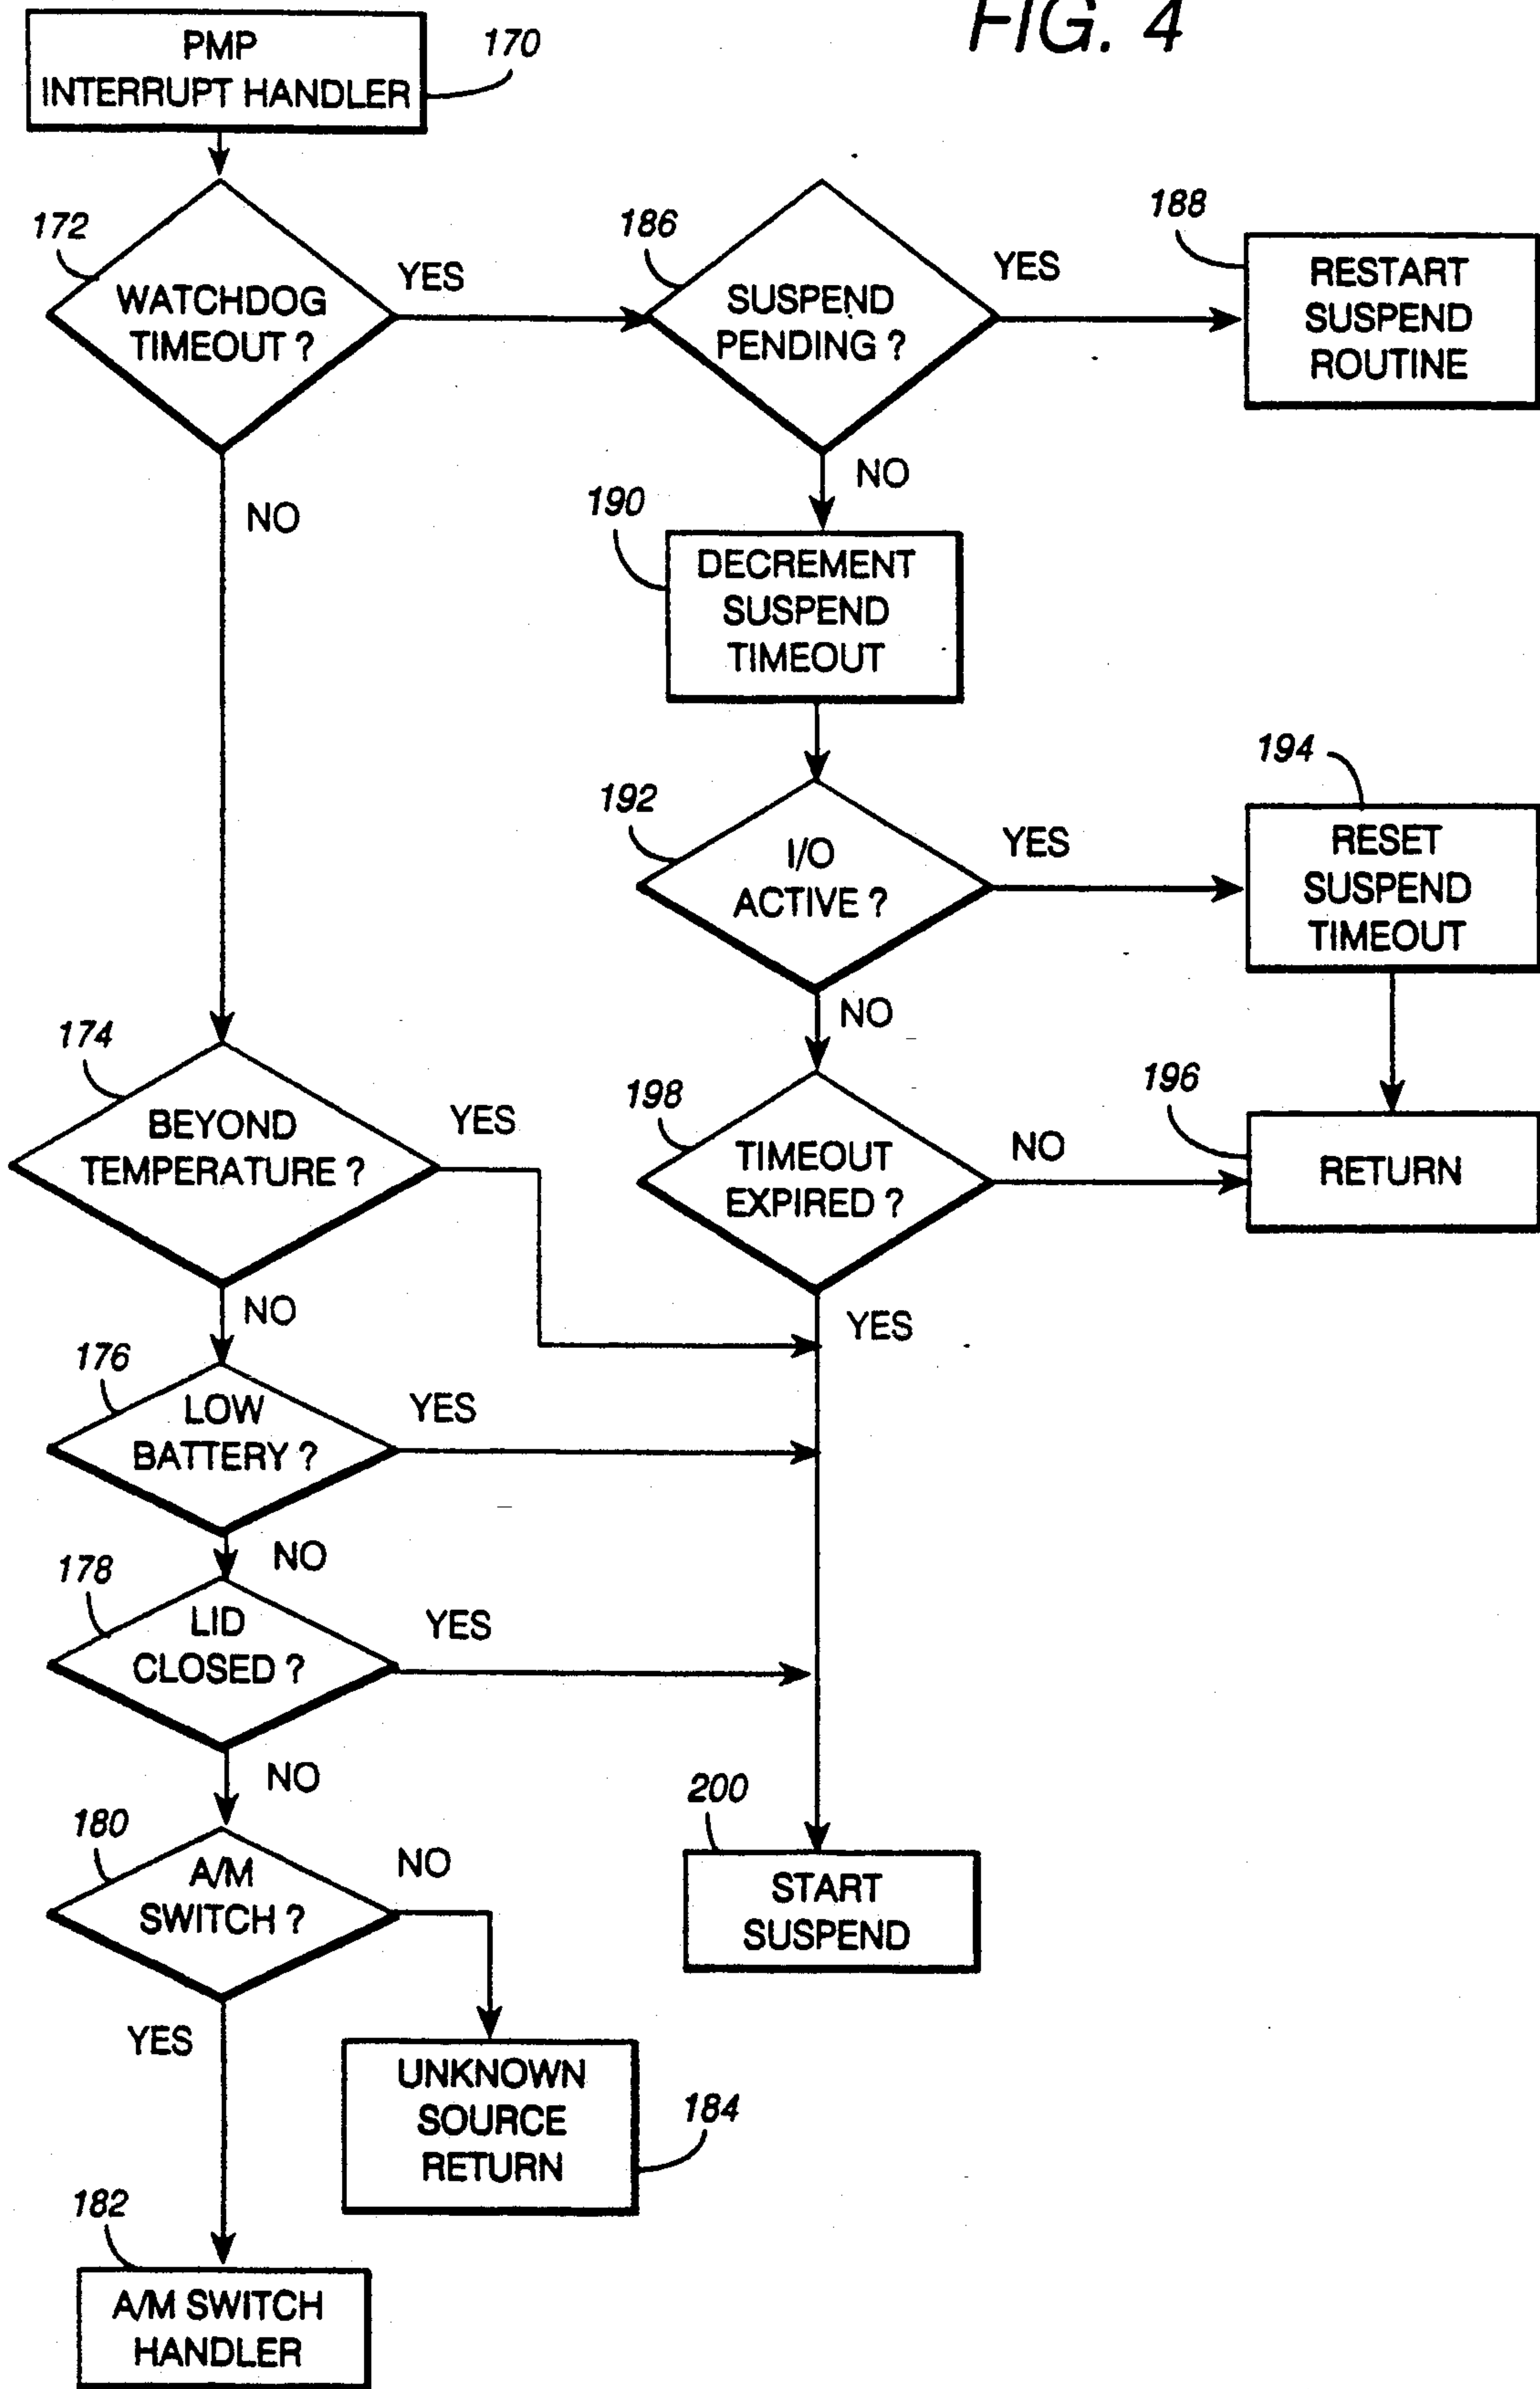 FIG. 4
PMP
INTERRUPT HANDLER
170
172
WATCHDOG
TIMEOUT ?
YES
186
SUSPEND
PENDING ?
YES
188
RESTART
SUSPEND
ROUTINE
NO
NO
190
DECREMENT
SUSPEND
TIMEOUT
192
I/O
ACTIVE ?
YES
194
RESET
SUSPEND
TIMEOUT
NO
174
BEYOND
TEMPERATURE ?
YES
198
TIMEOUT
EXPIRED ?
NO
196
RETURN
NO
YES
176
LOW
BATTERY ?
YES
NO
178
LID
CLOSED ?
YES
NO
180
A/M
SWITCH ?
NO
200
START
SUSPEND
YES
UNKNOWN
SOURCE
RETURN
184
182
A/M SWITCH
HANDLER